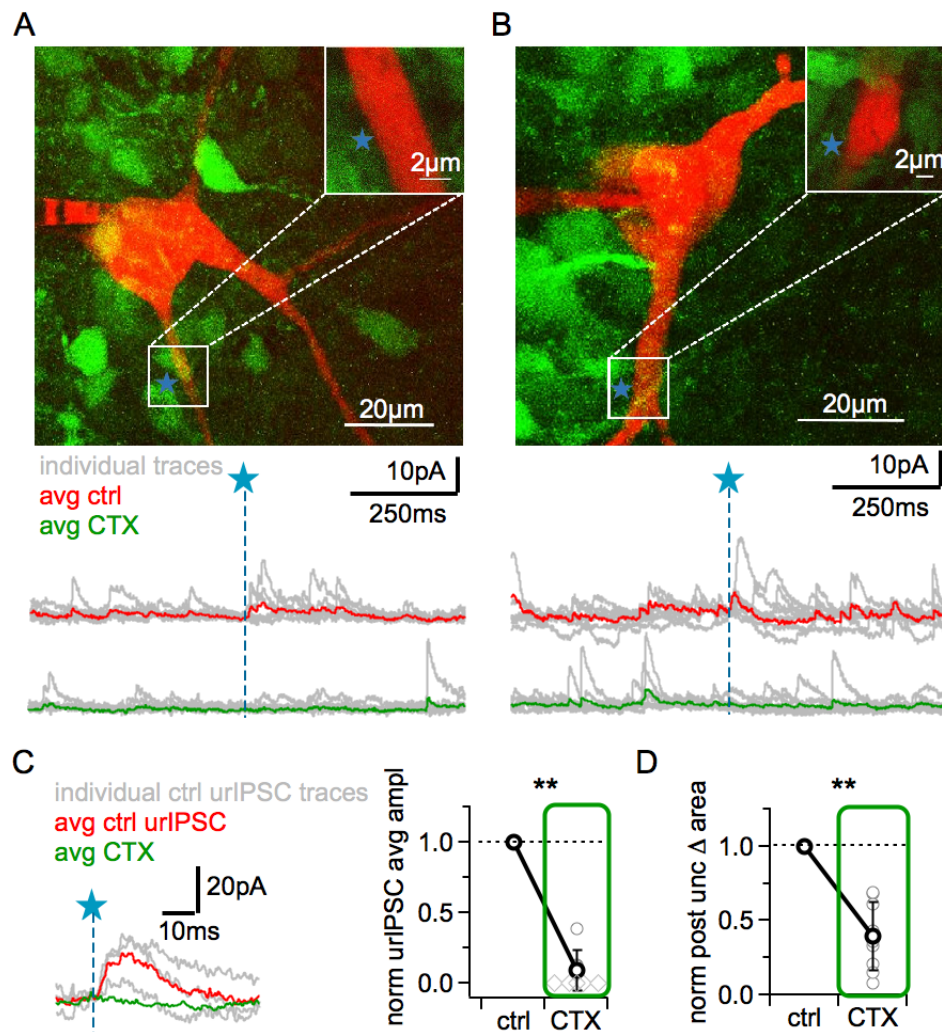 A
B
2µm
2µm
20µm
20µm
individual traces
avg ctrl
avg CTX
10pA
250ms
10pA
250ms
C
D
individual ctrl urIPSC traces
avg ctrl urIPSC
avg CTX
20pA
10ms
norm urIPSC avg ampl
**
1.0
0.5
0.0
ctrl
CTX
norm post unc Δ area
**
1.0
0.5
0.0
ctrl
CTX